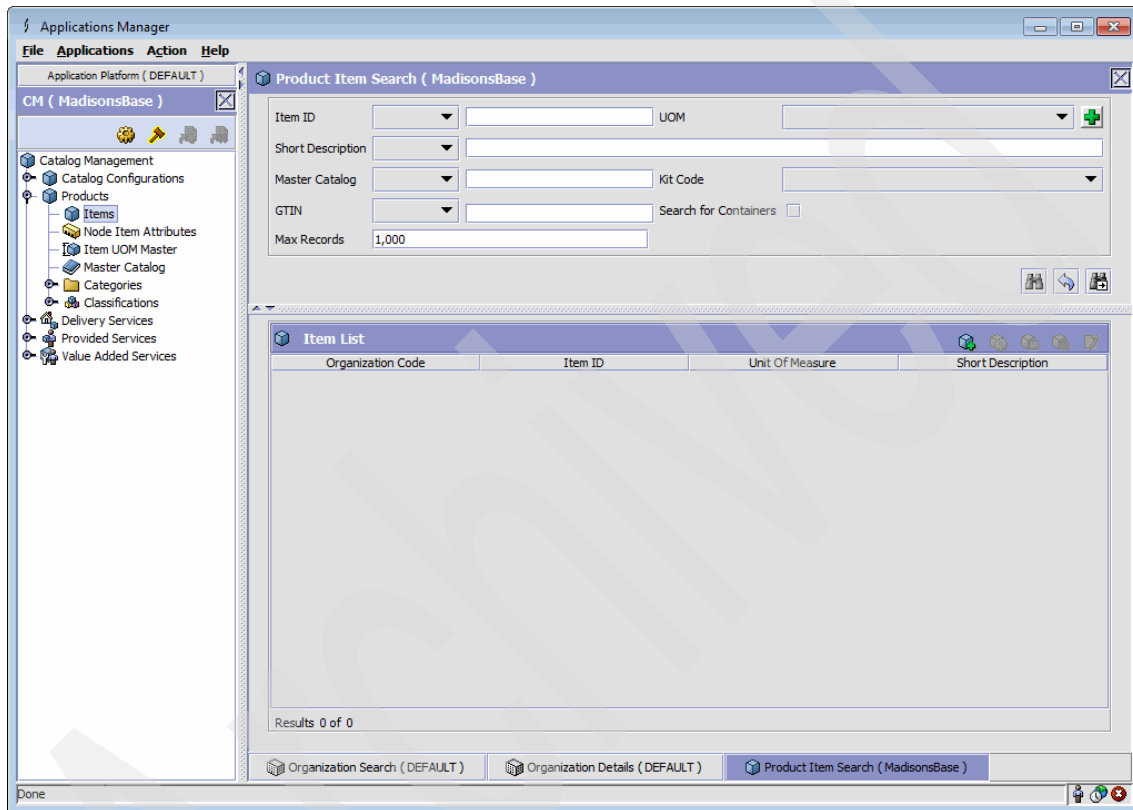 Applications Manager
File Applications Action Help
Application Platform ( DEFAULT )
CM ( MadisonsBase )
Catalog Management
Catalog Configurations
Products
Items
Node Item Attributes
Item UOM Master
Master Catalog
Categories
Classifications
Delivery Services
Provided Services
Value Added Services
Product Item Search ( MadisonsBase )
Item ID UOM
Short Description
Master Catalog Kit Code
GTIN Search for Containers
Max Records 1,000
Item List
Organization Code Item ID Unit Of Measure Short Description
Results 0 of 0
Organization Search ( DEFAULT ) Organization Details ( DEFAULT ) Product Item Search ( MadisonsBase )
Done
Archived